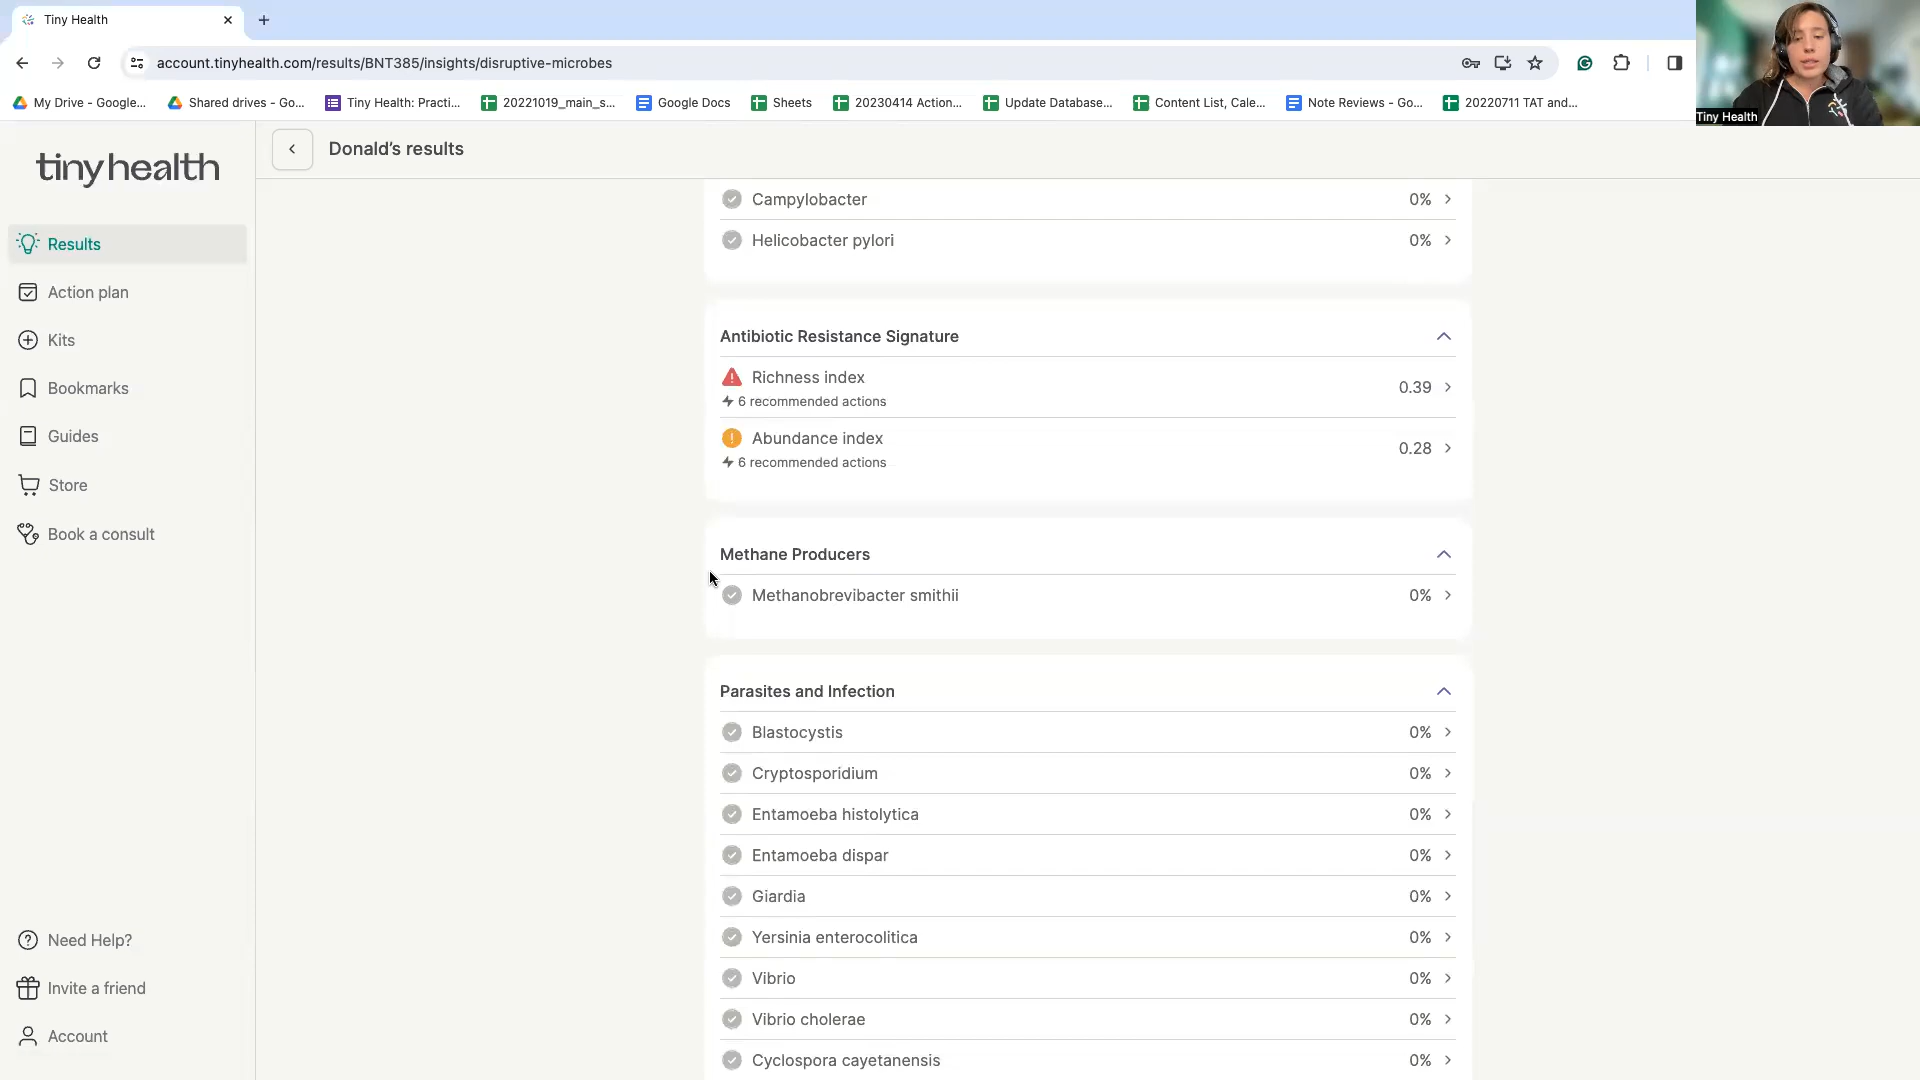 Tiny Health
account.tinyhealth.com/results/BNT385/insights/disruptive-microbes
My Drive - Google...
Shared drives - Go...
Tiny Health: Practi...
20221019_main_s...
Google Docs
Sheets
20230414 Action...
Update Database...
Content List, Cale...
Note Reviews - Go...
20220711 TAT and...
Tiny Health
tinyhealth
Donald's results
Results
Action plan
Kits
Bookmarks
Guides
Store
Book a consult
Need Help?
Invite a friend
Account
Campylobacter 0%
Helicobacter pylori 0%
Antibiotic Resistance Signature
Richness index 0.39
6 recommended actions
Abundance index 0.28
6 recommended actions
Methane Producers
Methanobrevibacter smithii 0%
Parasites and Infection
Blastocystis 0%
Cryptosporidium 0%
Entamoeba histolytica 0%
Entamoeba dispar 0%
Giardia 0%
Yersinia enterocolitica 0%
Vibrio 0%
Vibrio cholerae 0%
Cyclospora cayetanensis 0%